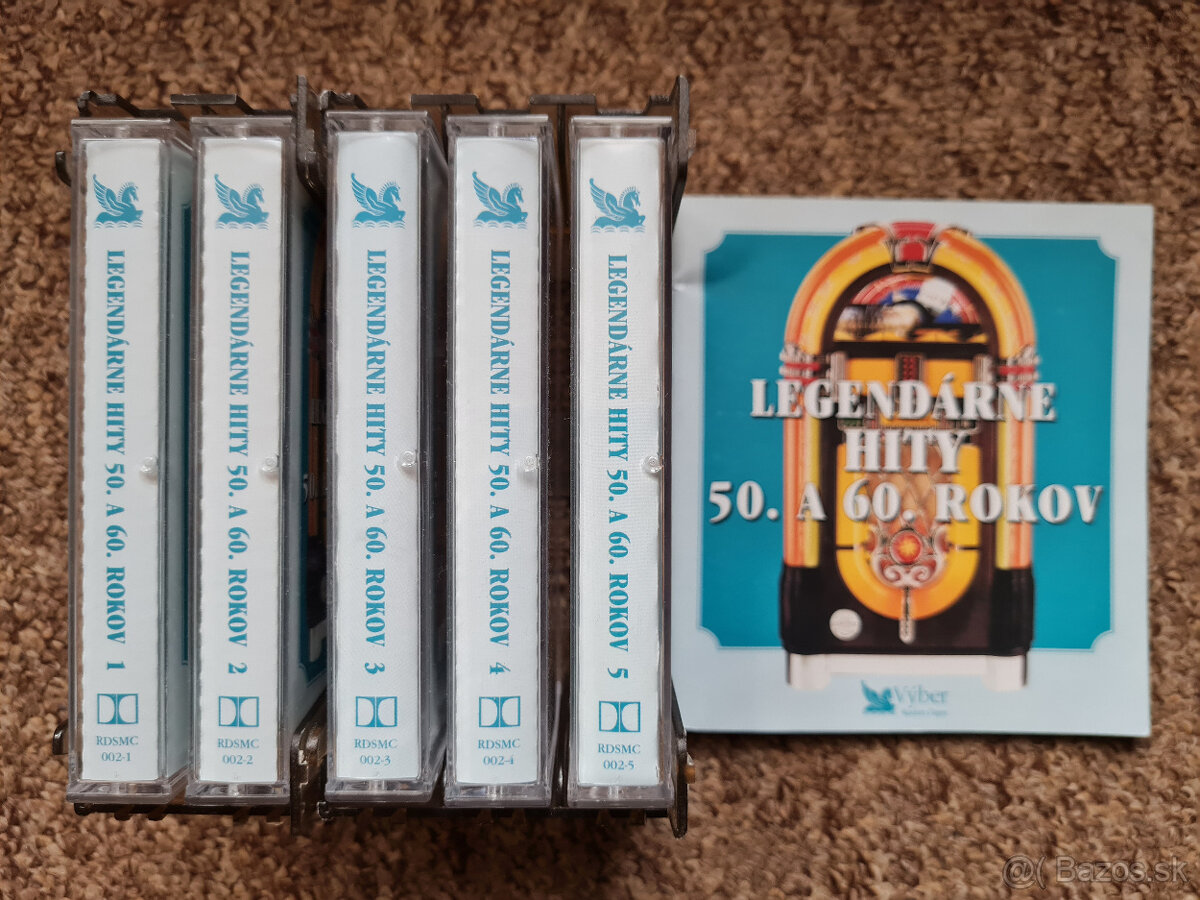 LEGENDÁRNE HITY 50. A 60. ROKOV 1
RDSMC
002-1
LEGENDÁRNE HITY 50. A 60. ROKOV 2
RDSMC
002-2
LEGENDÁRNE HITY 50. A 60. ROKOV 3
RDSMC
002-3
LEGENDÁRNE HITY 50. A 60. ROKOV 4
RDSMC
002-4
LEGENDÁRNE HITY 50. A 60. ROKOV 5
RDSMC
002-5
LEGENDÁRNE
HITY
50. A 60. ROKOV
Výber
@( Bazos.sk